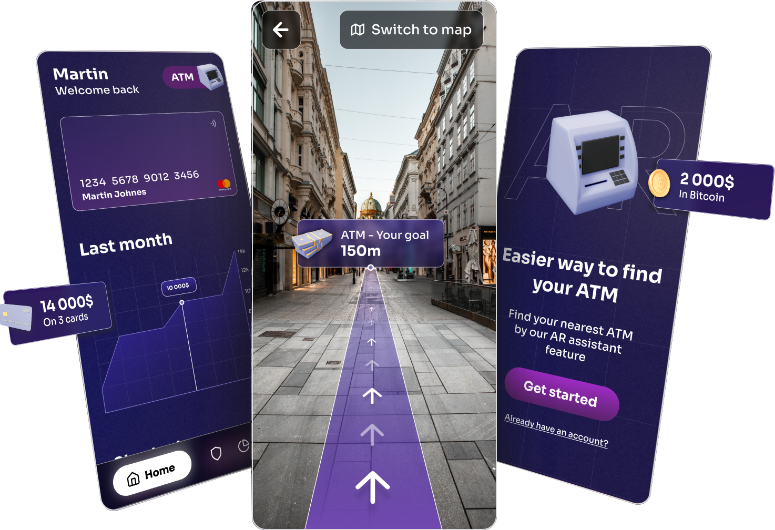 Martin
Welcome back
ATM
1234 5678 9012 3456
Martin Johnes
Last month
10 000$
14 000$
On 3 cards
Home
Switch to map
ATM - Your goal
150m
AR
2 000$
In Bitcoin
Easier way to find
your ATM
Find your nearest ATM
by our AR assistant
feature
Get started
Already have an account?